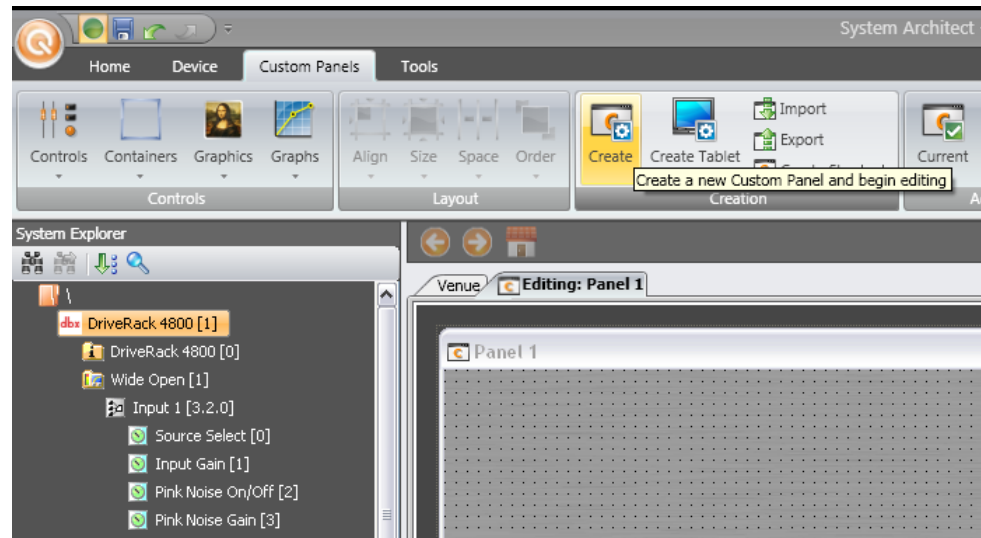 System Architect
Home Device Custom Panels Tools
Import
Export
Controls Containers Graphics Graphs Align Size Space Order Create Create Tablet Current
Create a new Custom Panel and begin editing
Controls Layout Creation
System Explorer
\
dbx DriveRack 4800 [1]
DriveRack 4800 [0]
Wide Open [1]
Input 1 [3.2.0]
Source Select [0]
Input Gain [1]
Pink Noise On/Off [2]
Pink Noise Gain [3]
Venue Editing: Panel 1
Panel 1